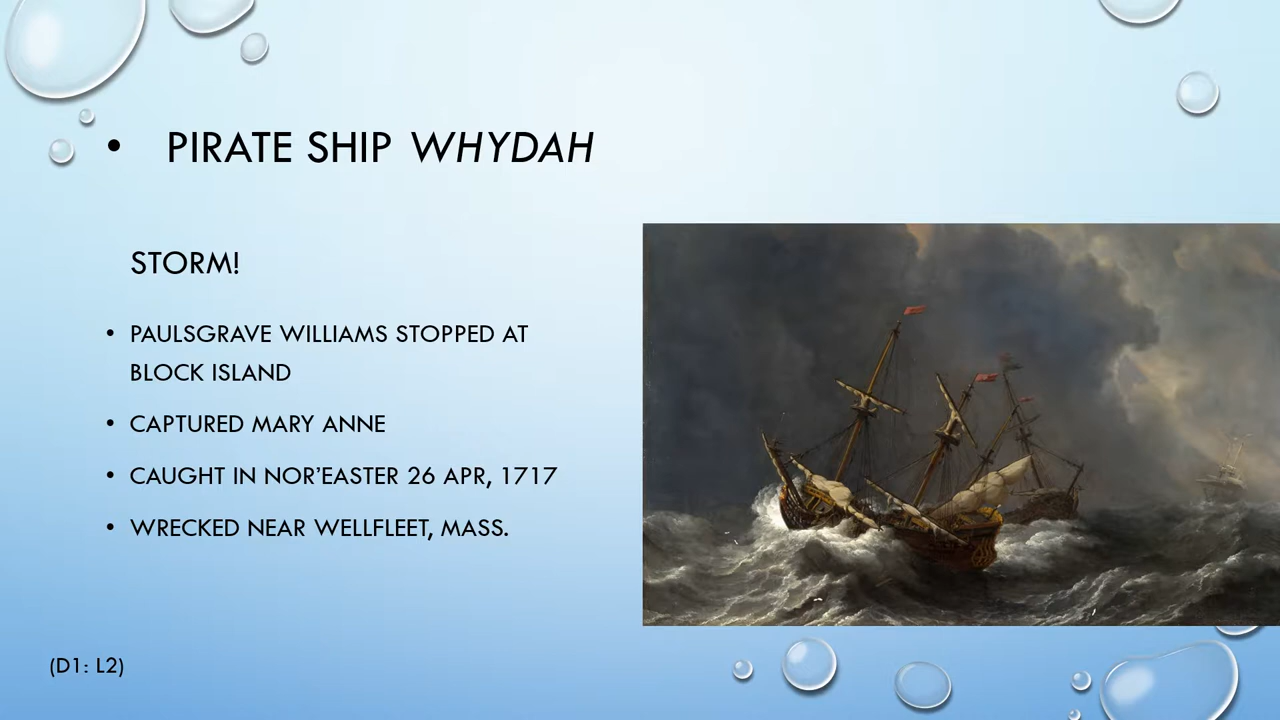 • PIRATE SHIP WHYDAH
STORM!
• PAULSGRAVE WILLIAMS STOPPED AT
BLOCK ISLAND
• CAPTURED MARY ANNE
• CAUGHT IN NOR’EASTER 26 APR, 1717
• WRECKED NEAR WELLFLEET, MASS.
(D1: L2)